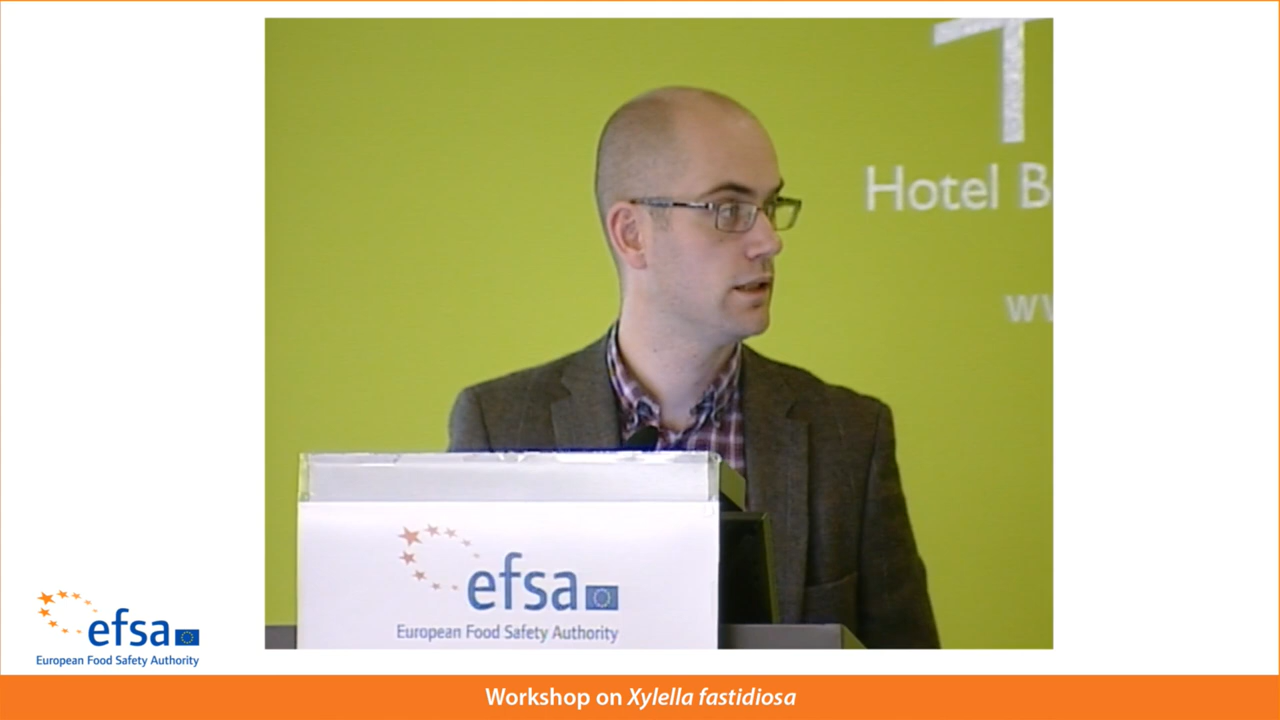 Hotel B
efsa
European Food Safety Authority
efsa
European Food Safety Authority
Workshop on Xylella fastidiosa